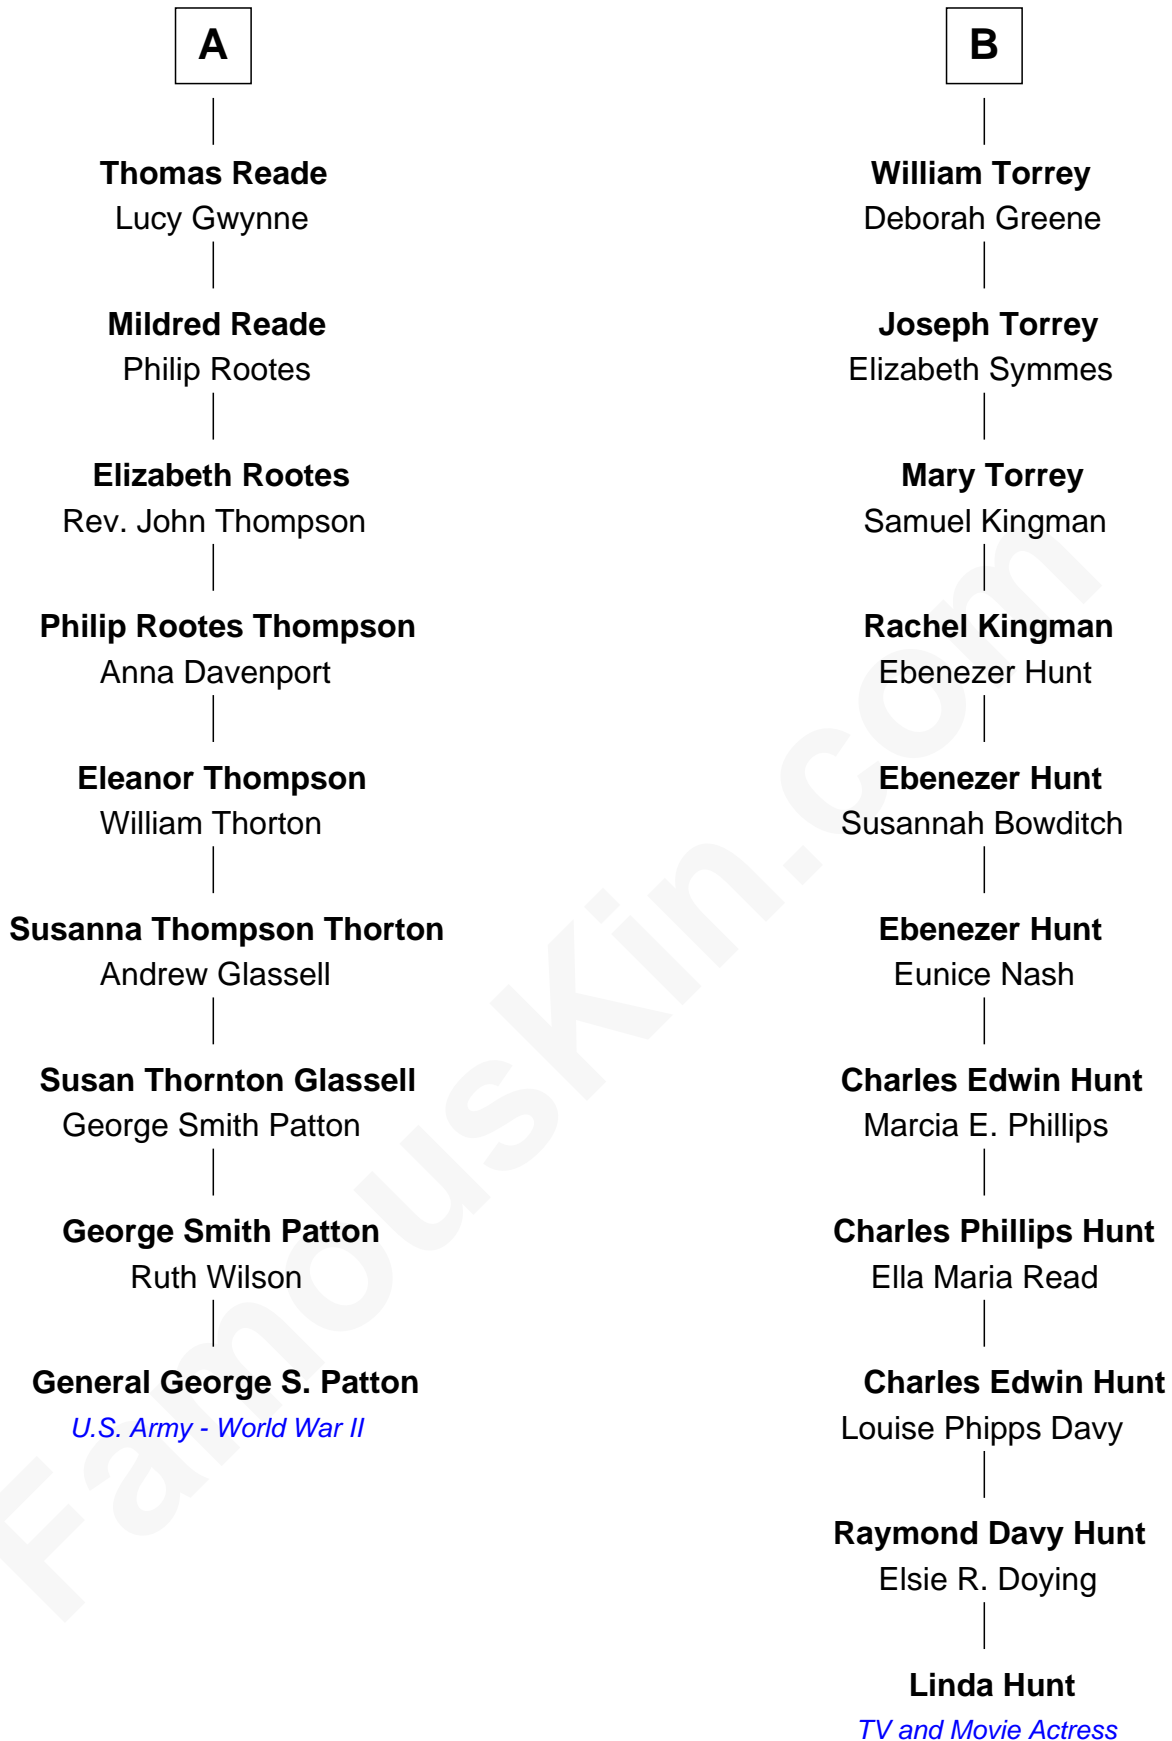 A
Thomas Reade
Lucy Gwynne
Mildred Reade
Philip Rootes
Elizabeth Rootes
Rev. John Thompson
Philip Rootes Thompson
Anna Davenport
Eleanor Thompson
William Thorton
Susanna Thompson Thorton
Andrew Glassell
Susan Thornton Glassell
George Smith Patton
George Smith Patton
Ruth Wilson
General George S. Patton
U.S. Army - World War II
B
William Torrey
Deborah Greene
Joseph Torrey
Elizabeth Symmes
Mary Torrey
Samuel Kingman
Rachel Kingman
Ebenezer Hunt
Ebenezer Hunt
Susannah Bowditch
Ebenezer Hunt
Eunice Nash
Charles Edwin Hunt
Marcia E. Phillips
Charles Phillips Hunt
Ella Maria Read
Charles Edwin Hunt
Louise Phipps Davy
Raymond Davy Hunt
Elsie R. Doying
Linda Hunt
TV and Movie Actress
FamousKin.com